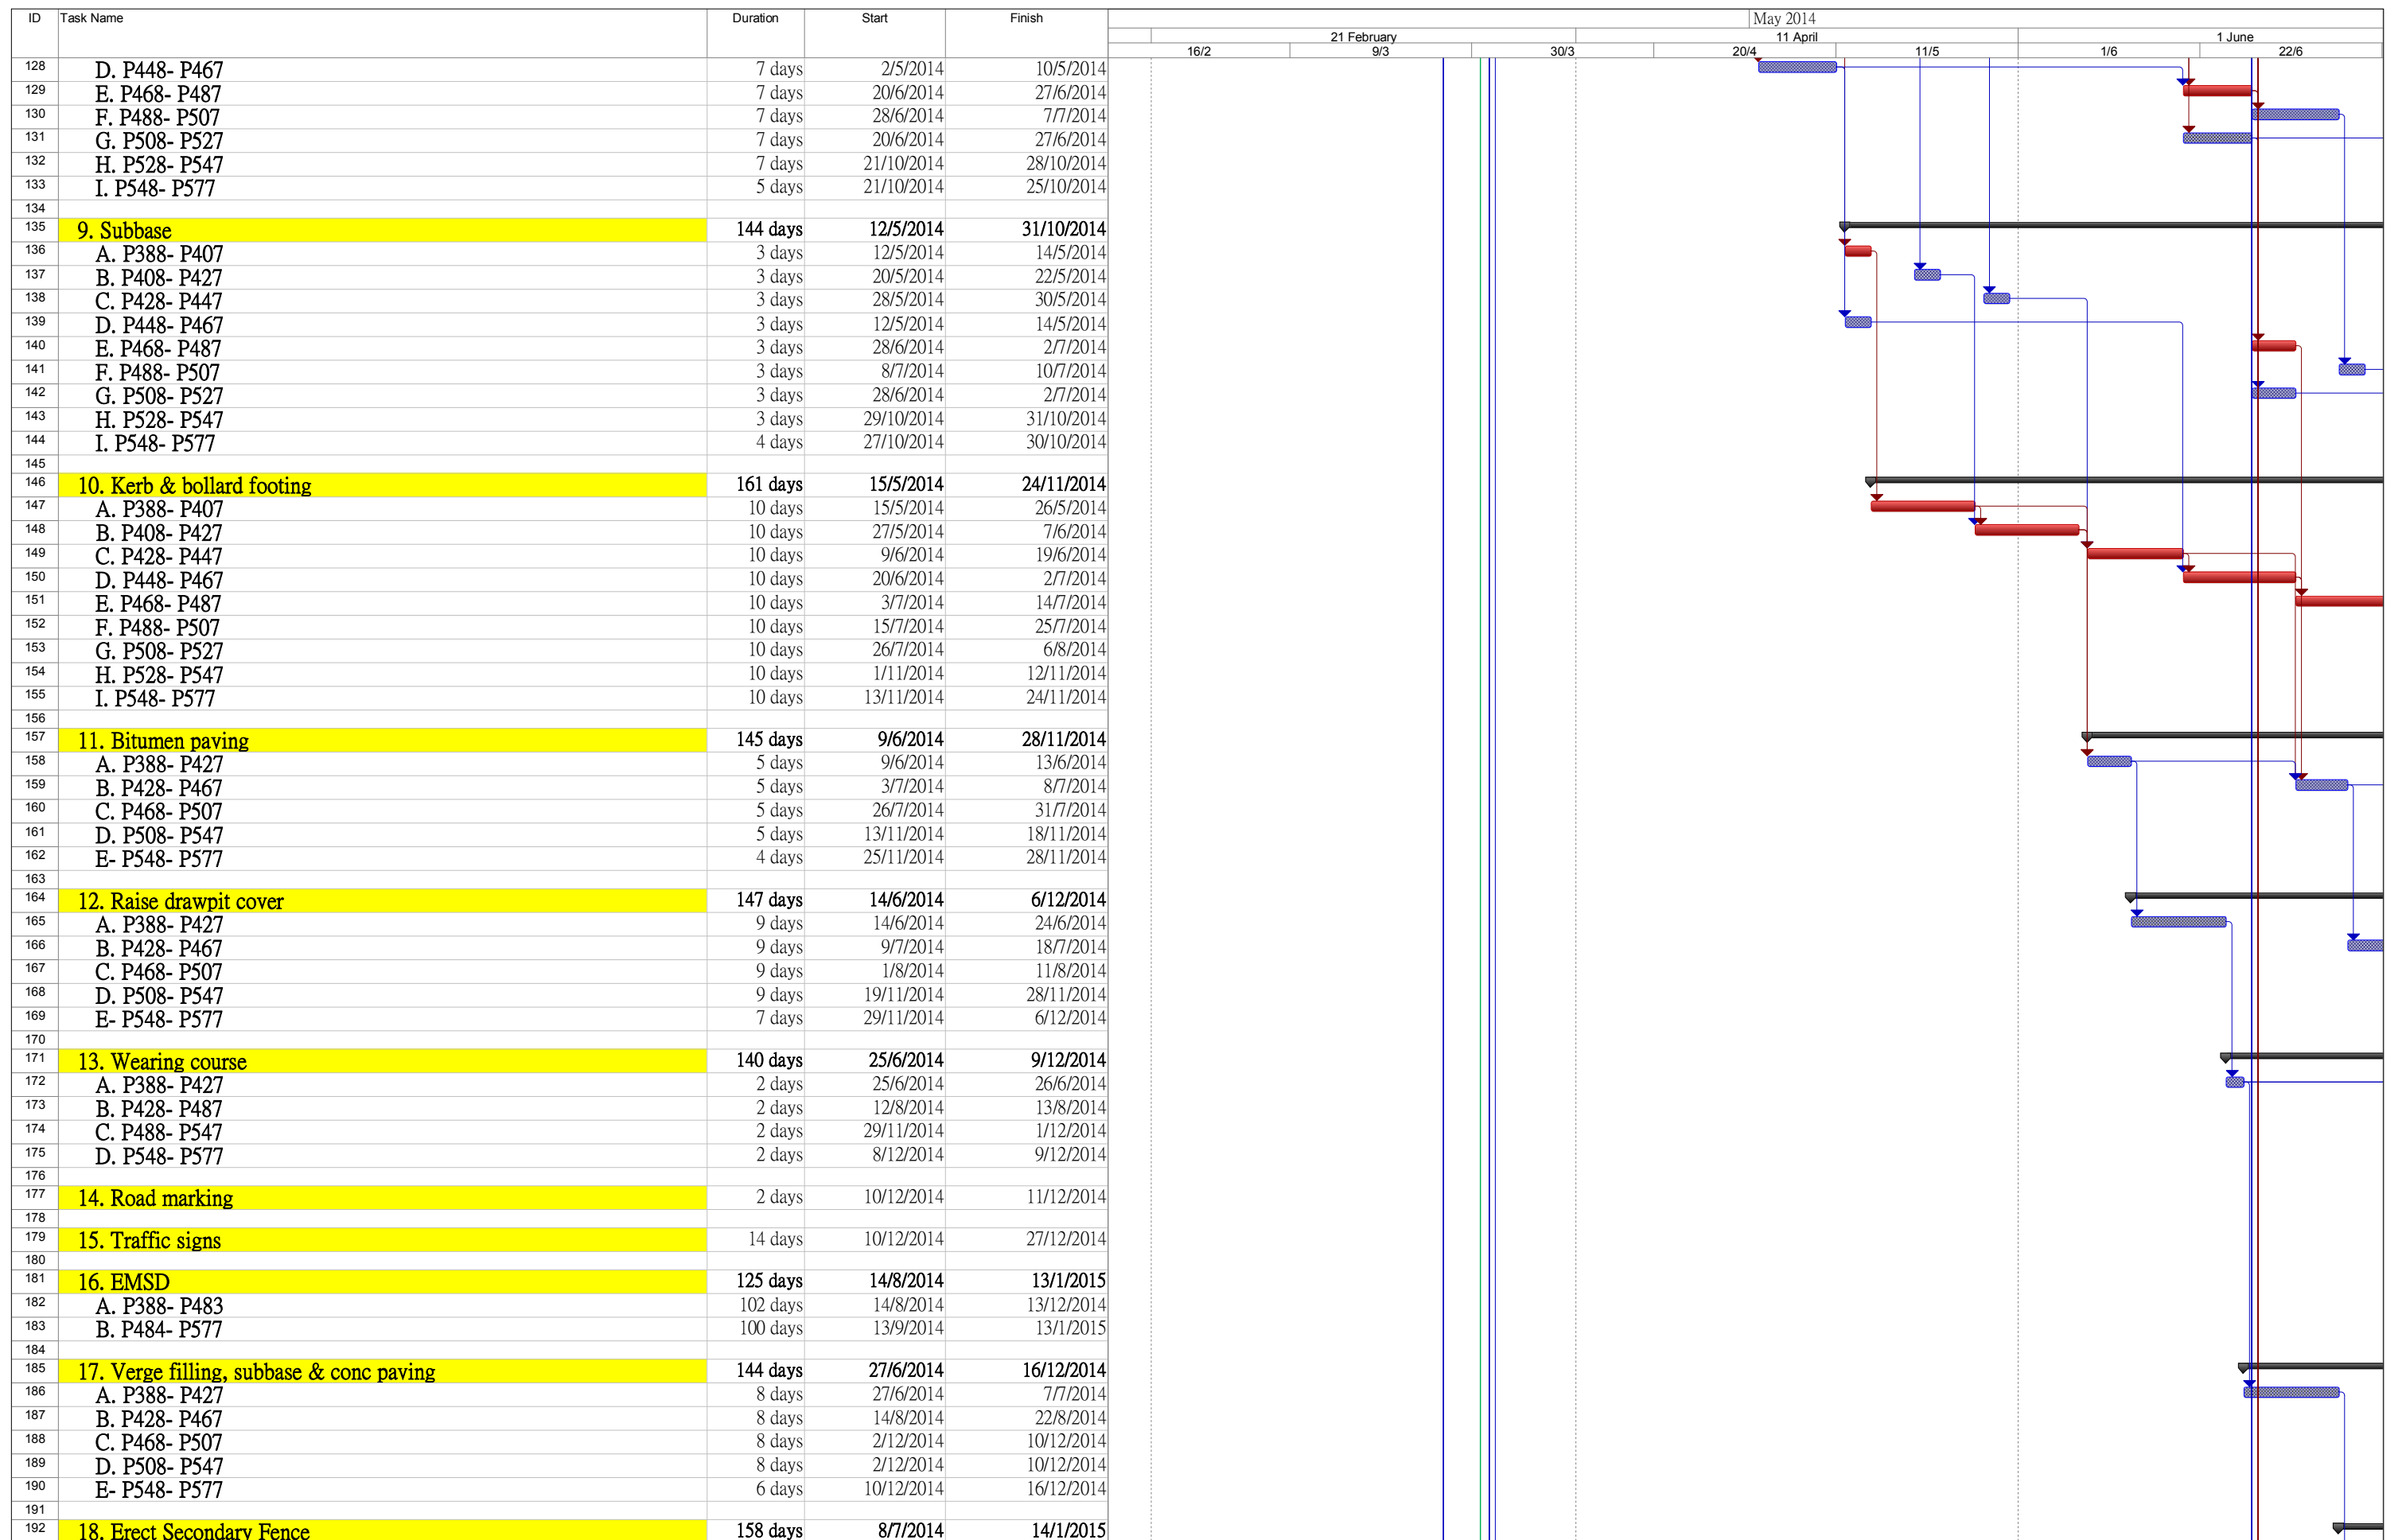 ID Task Name Duration Start Finish May 2014
21 February 11 April 1 June
16/2 9/3 30/3 20/4 11/5 1/6 22/6
128 D. P448- P467 7 days 2/5/2014 10/5/2014
129 E. P468- P487 7 days 20/6/2014 27/6/2014
130 F. P488- P507 7 days 28/6/2014 7/7/2014
131 G. P508- P527 7 days 20/6/2014 27/6/2014
132 H. P528- P547 7 days 21/10/2014 28/10/2014
133 I. P548- P577 5 days 21/10/2014 25/10/2014
134
135 9. Subbase 144 days 12/5/2014 31/10/2014
136 A. P388- P407 3 days 12/5/2014 14/5/2014
137 B. P408- P427 3 days 20/5/2014 22/5/2014
138 C. P428- P447 3 days 28/5/2014 30/5/2014
139 D. P448- P467 3 days 12/5/2014 14/5/2014
140 E. P468- P487 3 days 28/6/2014 2/7/2014
141 F. P488- P507 3 days 8/7/2014 10/7/2014
142 G. P508- P527 3 days 28/6/2014 2/7/2014
143 H. P528- P547 3 days 29/10/2014 31/10/2014
144 I. P548- P577 4 days 27/10/2014 30/10/2014
145
146 10. Kerb & bollard footing 161 days 15/5/2014 24/11/2014
147 A. P388- P407 10 days 15/5/2014 26/5/2014
148 B. P408- P427 10 days 27/5/2014 7/6/2014
149 C. P428- P447 10 days 9/6/2014 19/6/2014
150 D. P448- P467 10 days 20/6/2014 2/7/2014
151 E. P468- P487 10 days 3/7/2014 14/7/2014
152 F. P488- P507 10 days 15/7/2014 25/7/2014
153 G. P508- P527 10 days 26/7/2014 6/8/2014
154 H. P528- P547 10 days 1/11/2014 12/11/2014
155 I. P548- P577 10 days 13/11/2014 24/11/2014
156
157 11. Bitumen paving 145 days 9/6/2014 28/11/2014
158 A. P388- P427 5 days 9/6/2014 13/6/2014
159 B. P428- P467 5 days 3/7/2014 8/7/2014
160 C. P468- P507 5 days 26/7/2014 31/7/2014
161 D. P508- P547 5 days 13/11/2014 18/11/2014
162 E- P548- P577 4 days 25/11/2014 28/11/2014
163
164 12. Raise drawpit cover 147 days 14/6/2014 6/12/2014
165 A. P388- P427 9 days 14/6/2014 24/6/2014
166 B. P428- P467 9 days 9/7/2014 18/7/2014
167 C. P468- P507 9 days 1/8/2014 11/8/2014
168 D. P508- P547 9 days 19/11/2014 28/11/2014
169 E- P548- P577 7 days 29/11/2014 6/12/2014
170
171 13. Wearing course 140 days 25/6/2014 9/12/2014
172 A. P388- P427 2 days 25/6/2014 26/6/2014
173 B. P428- P487 2 days 12/8/2014 13/8/2014
174 C. P488- P547 2 days 29/11/2014 1/12/2014
175 D. P548- P577 2 days 8/12/2014 9/12/2014
176
177 14. Road marking 2 days 10/12/2014 11/12/2014
178
179 15. Traffic signs 14 days 10/12/2014 27/12/2014
180
181 16. EMSD 125 days 14/8/2014 13/1/2015
182 A. P388- P483 102 days 14/8/2014 13/12/2014
183 B. P484- P577 100 days 13/9/2014 13/1/2015
184
185 17. Verge filling, subbase & conc paving 144 days 27/6/2014 16/12/2014
186 A. P388- P427 8 days 27/6/2014 7/7/2014
187 B. P428- P467 8 days 14/8/2014 22/8/2014
188 C. P468- P507 8 days 2/12/2014 10/12/2014
189 D. P508- P547 8 days 2/12/2014 10/12/2014
190 E- P548- P577 6 days 10/12/2014 16/12/2014
191
192 18. Erect Secondary Fence 158 days 8/7/2014 14/1/2015